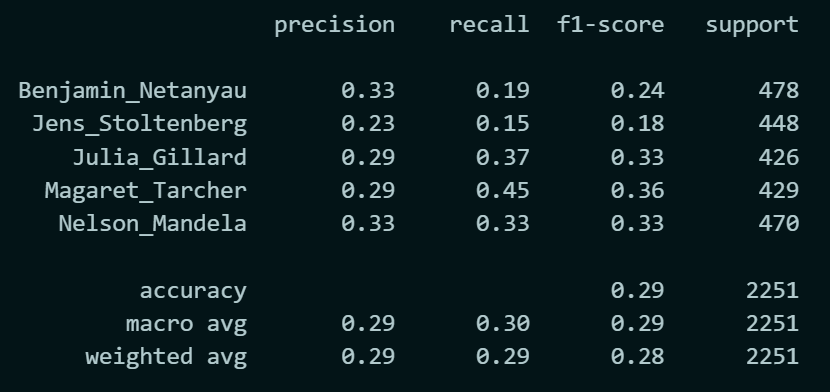 precision recall f1-score support
Benjamin_Netanyau 0.33 0.19 0.24 478
Jens_Stoltenberg 0.23 0.15 0.18 448
Julia_Gillard 0.29 0.37 0.33 426
Magaret_Tarcher 0.29 0.45 0.36 429
Nelson_Mandela 0.33 0.33 0.33 470
accuracy 0.29 2251
macro avg 0.29 0.30 0.29 2251
weighted avg 0.29 0.29 0.28 2251